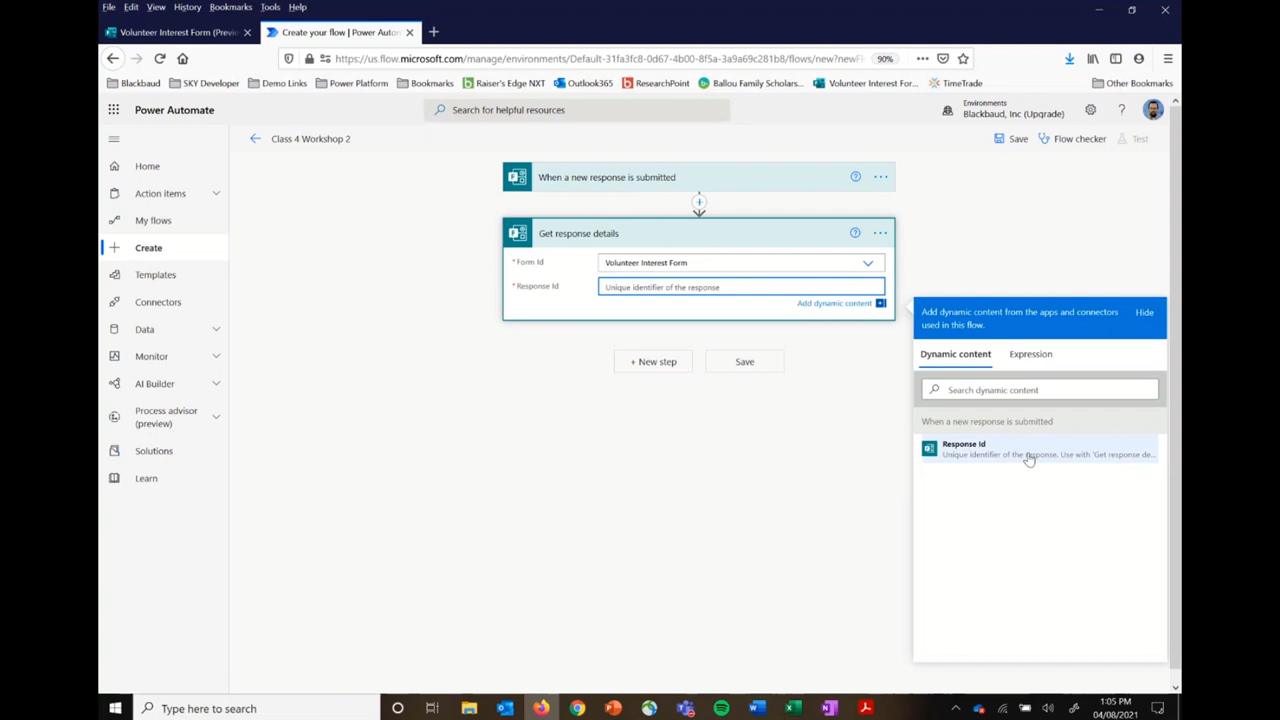 File Edit View History Bookmarks Tools Help
Volunteer Interest Form (Previ
Create your flow | Power Autom
https://us.flow.microsoft.com/manage/environments/Default-31fa3fc8-0d67-4b00-8f5a-3a9a69c281b8/flows/new?newFl
90%
Blackbaud
SKY Developer
Demo Links
Power Platform
Bookmarks
Raiser's Edge NXT
Outlook365
ResearchPoint
Ballou Family Scholars...
Volunteer Interest For...
TimeTrade
Other Bookmarks
Power Automate
Search for helpful resources
Environments
Blackbaud, Inc (Upgrade)
Class 4 Workshop 2
Save
Flow checker
Test
Home
Action items
My flows
Create
Templates
Connectors
Data
Monitor
AI Builder
Process advisor
(preview)
Solutions
Learn
When a new response is submitted
Get response details
* Form Id
Volunteer Interest Form
* Response Id
Unique identifier of the response
Add dynamic content
+ New step
Save
Add dynamic content from the apps and connectors
used in this flow.
Hide
Dynamic content
Expression
Search dynamic content
When a new response is submitted
Response Id
Unique identifier of the response. Use with 'Get response de...
Type here to search
1:05 PM
04/08/2021